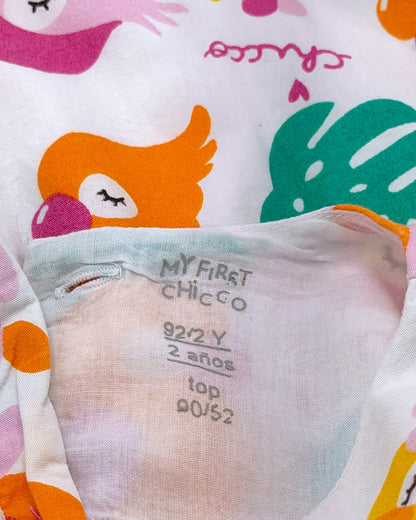 chicco
MY FIRST
CHICCO
92/2 Y
2 años
top
90/52